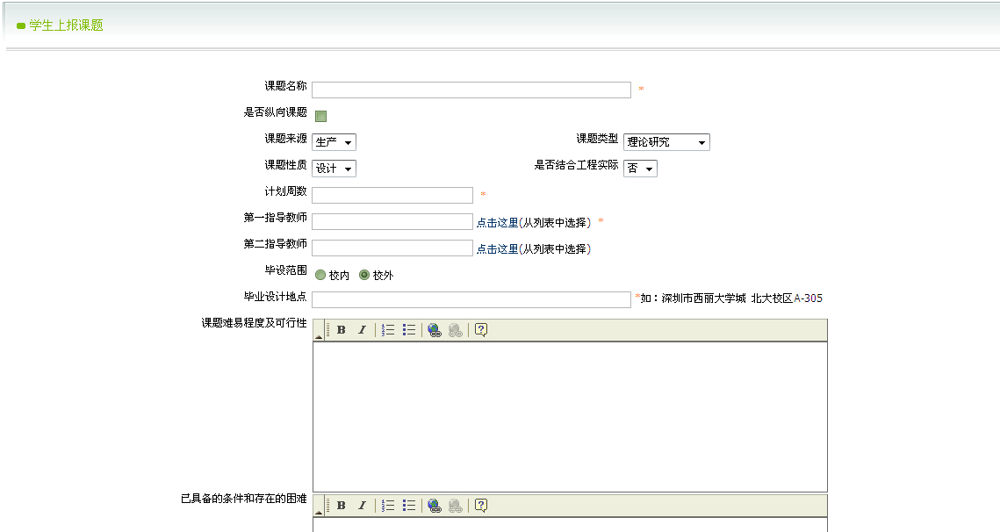 学生上报课题
课题名称 *
是否纵向课题
课题来源 生产 课题类型 理论研究
课题性质 设计 是否结合工程实际 否
计划周数 *
第一指导教师 点击这里(从列表中选择) *
第二指导教师 点击这里(从列表中选择)
毕设范围 校内 校外
毕业设计地点 *如：深圳市西丽大学城 北大校区A-305
课题难易程度及可行性 B I
已具备的条件和存在的困难 B I